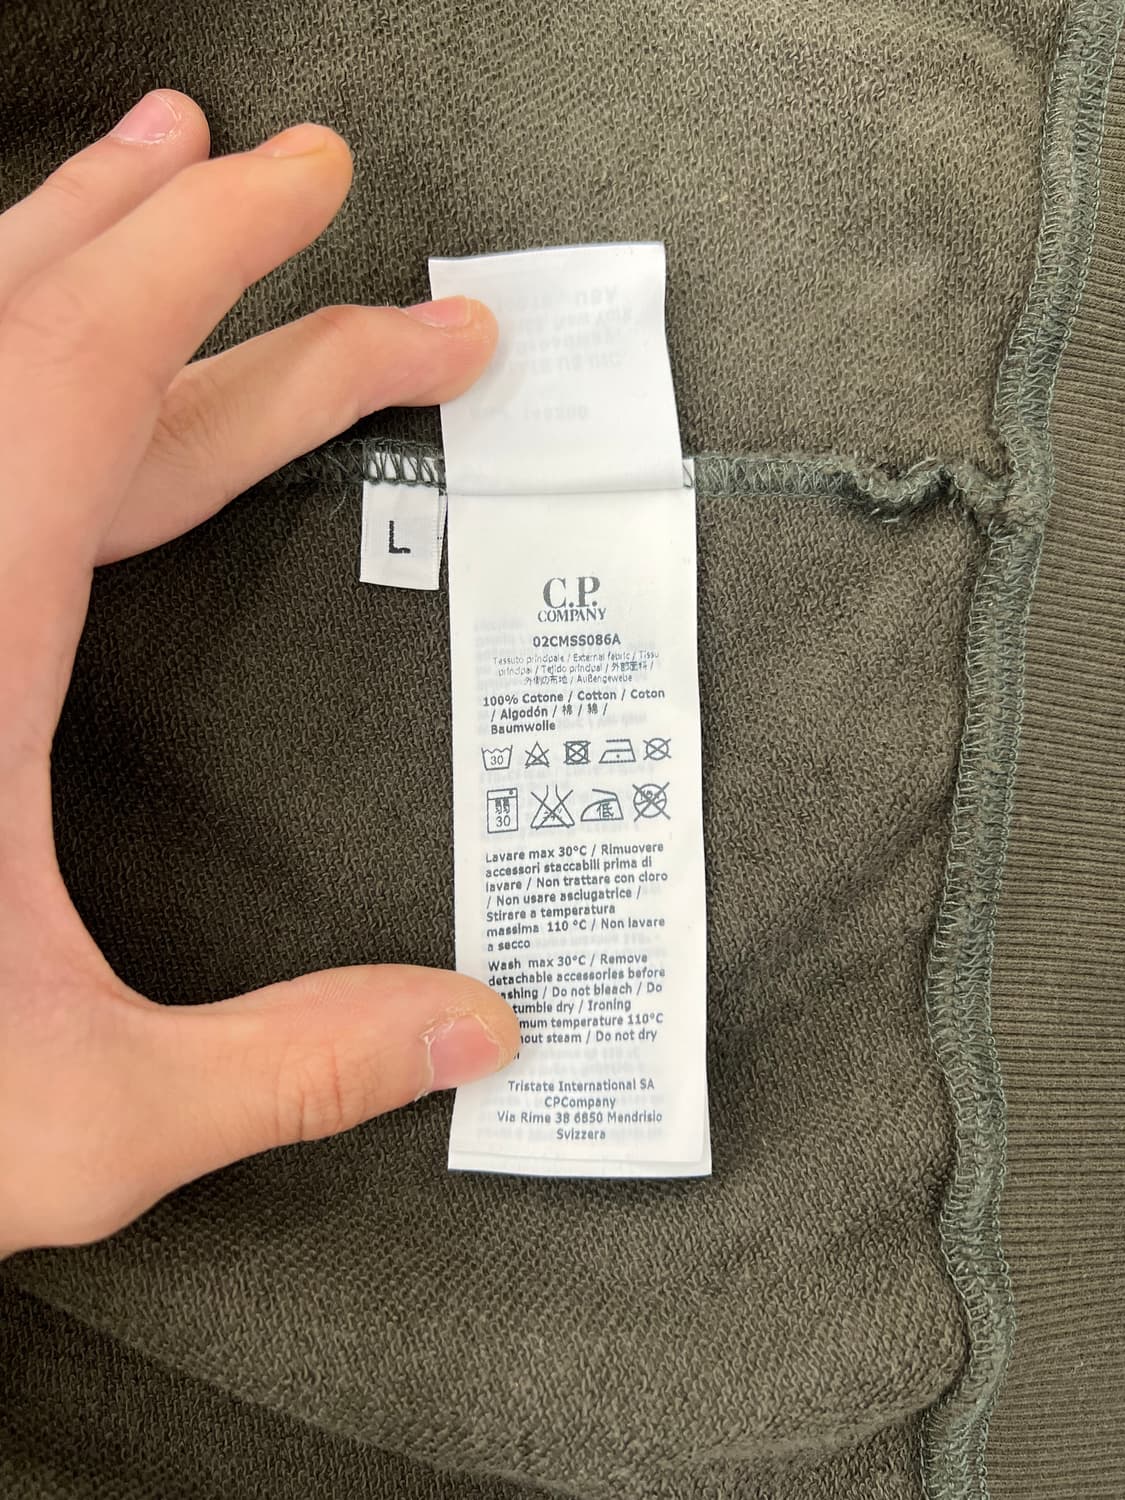 L
C.P.
COMPANY
02CMSS086A
Tessuto principale / External fabric / Tissu
principal / Tejido principal / 外部面料 /
外側の布地 / Außengewebe
100% Cotone / Cotton / Coton
/ Algodón / 棉 / 綿 /
Baumwolle
30
弱
30
低
Lavare max 30°C / Rimuovere
accessori staccabili prima di
lavare / Non trattare con cloro
/ Non usare asciugatrice /
Stirare a temperatura
massima 110 °C / Non lavare
a secco
Wash max 30°C / Remove
detachable accessories before
shing / Do not bleach / Do
tumble dry / Ironing
mum temperature 110°C
hout steam / Do not dry
Tristate International SA
CPCompany
Via Rime 38 6850 Mendrisio
Svizzera